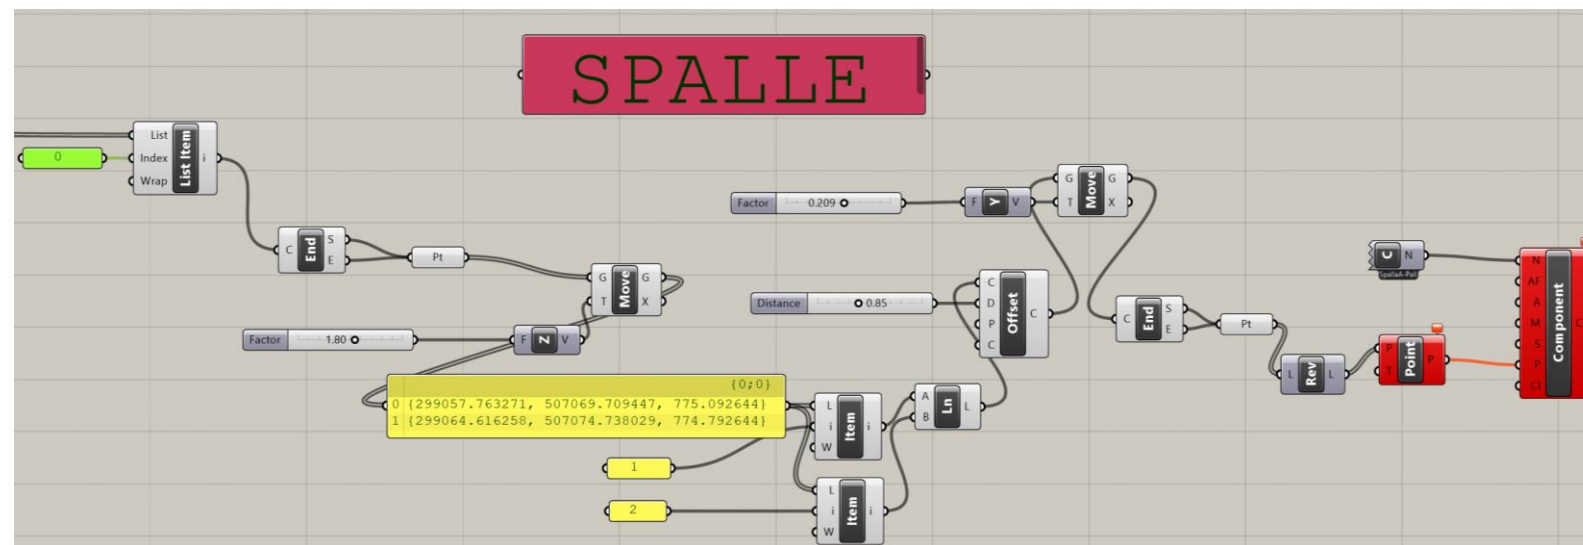 SPALLE
List
Index
Wrap
List Item
i
0
C
End
S
E
Pt
G
T
Move
G
X
Factor
1.80
F
Z
V
{0;0}
0 {299057.763271, 507069.709447, 775.092644}
1 {299064.616258, 507074.738029, 774.792644}
1
2
L
i
W
Item
i
L
i
W
Item
i
A
B
Ln
L
Factor
0.209
F
Y
V
G
T
Move
G
X
Distance
0.85
C
D
P
C
Offset
C
C
End
S
E
Pt
L
Rev
L
C
N
SpallaA-Pali
P
T
Point
P
N
AF
A
M
S
P
Cl
Component
C